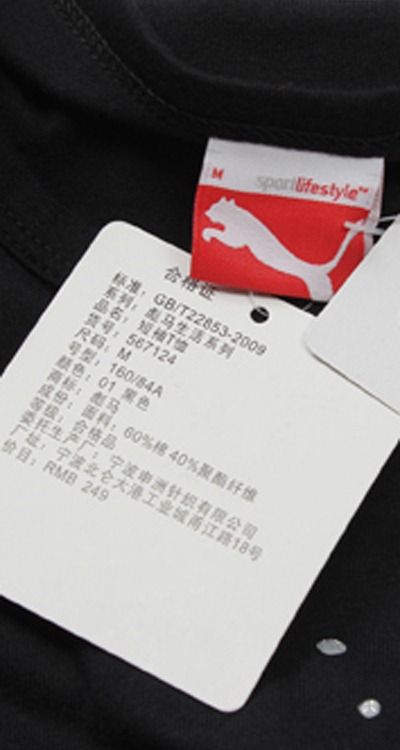 M
sportlifestyle™
合格证
标准: GB/T22853-2009
系列: 彪马生活系列
品名: 短袖T恤
货号: 567124
尺码: M
号型: 160/84A
颜色: 01 黑色
商标: 彪马
成份: 面料: 60%棉 40%聚酯纤维
等级: 合格品
委托生产厂: 宁波申洲针织有限公司
厂址: 宁波北仑大港工业城甬江路18号
价目: RMB 249